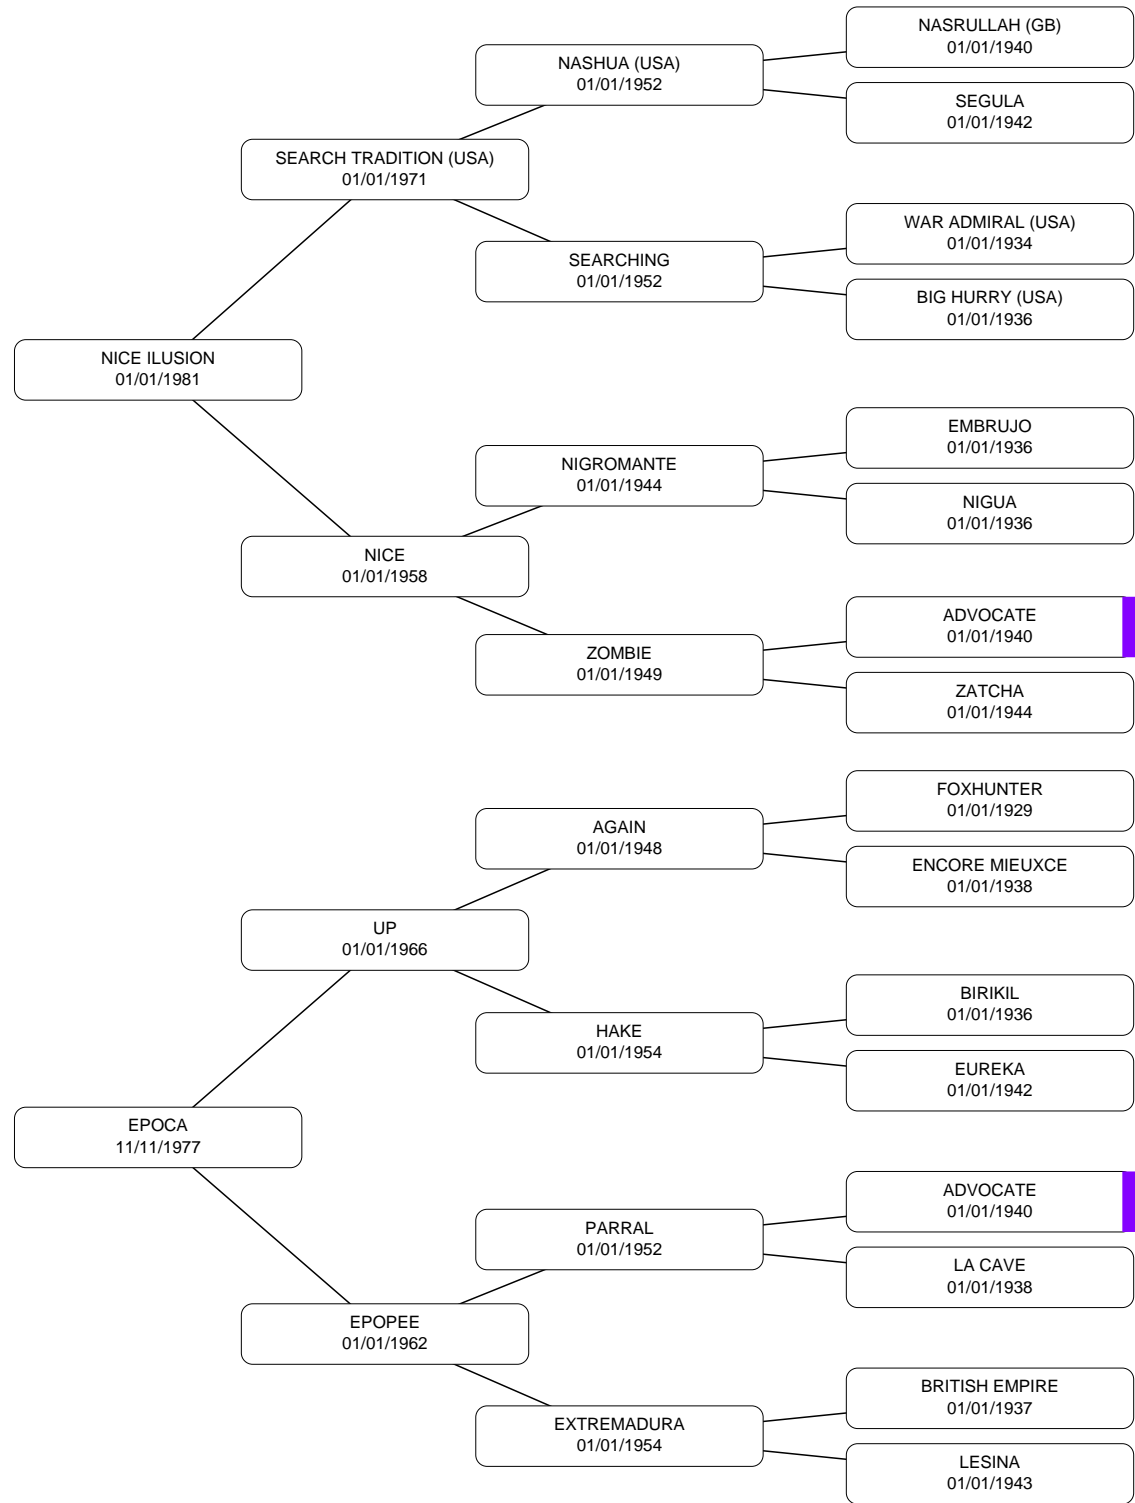 NASRULLAH (GB)
01/01/1940
NASHUA (USA)
01/01/1952
SEGULA
01/01/1942
SEARCH TRADITION (USA)
01/01/1971
WAR ADMIRAL (USA)
01/01/1934
SEARCHING
01/01/1952
BIG HURRY (USA)
01/01/1936
NICE ILUSION
01/01/1981
EMBRUJO
01/01/1936
NIGROMANTE
01/01/1944
NIGUA
01/01/1936
NICE
01/01/1958
ADVOCATE
01/01/1940
ZOMBIE
01/01/1949
ZATCHA
01/01/1944
FOXHUNTER
01/01/1929
AGAIN
01/01/1948
ENCORE MIEUXCE
01/01/1938
UP
01/01/1966
BIRIKIL
01/01/1936
HAKE
01/01/1954
EUREKA
01/01/1942
EPOCA
11/11/1977
ADVOCATE
01/01/1940
PARRAL
01/01/1952
LA CAVE
01/01/1938
EPOPEE
01/01/1962
BRITISH EMPIRE
01/01/1937
EXTREMADURA
01/01/1954
LESINA
01/01/1943